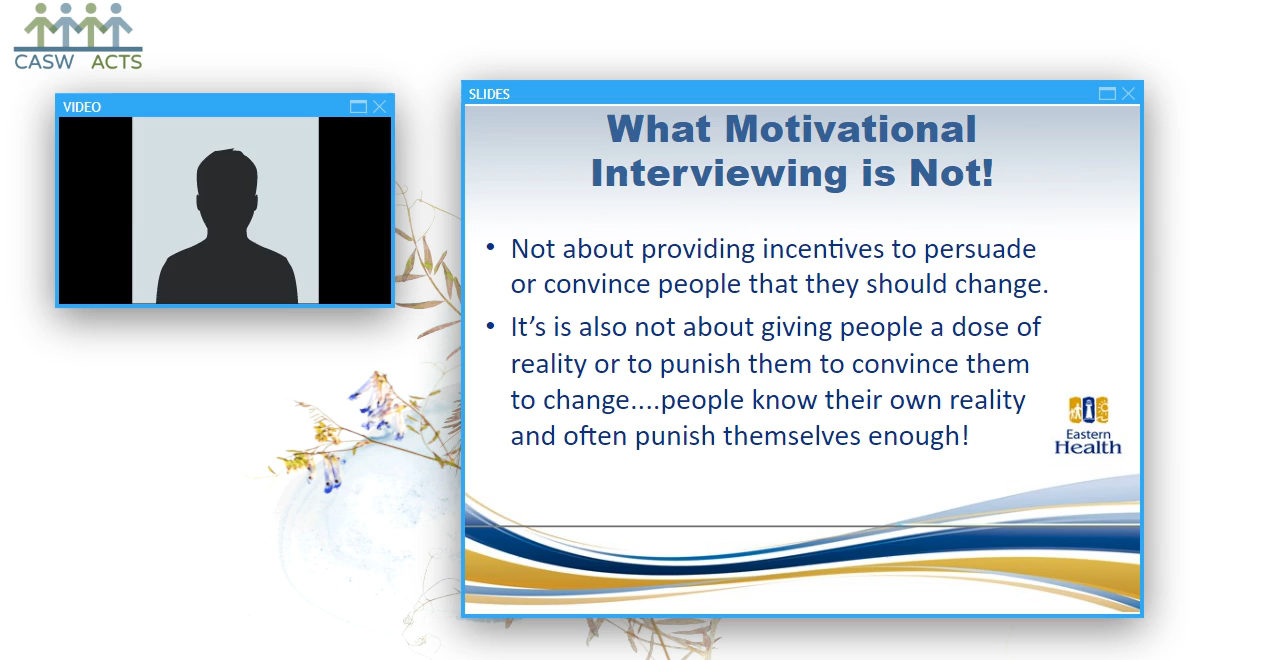 CASW ACTS
VIDEO
SLIDES
What Motivational
Interviewing is Not!
• Not about providing incentives to persuade
or convince people that they should change.
• It’s is also not about giving people a dose of
reality or to punish them to convince them
to change....people know their own reality
and often punish themselves enough!
Eastern
Health